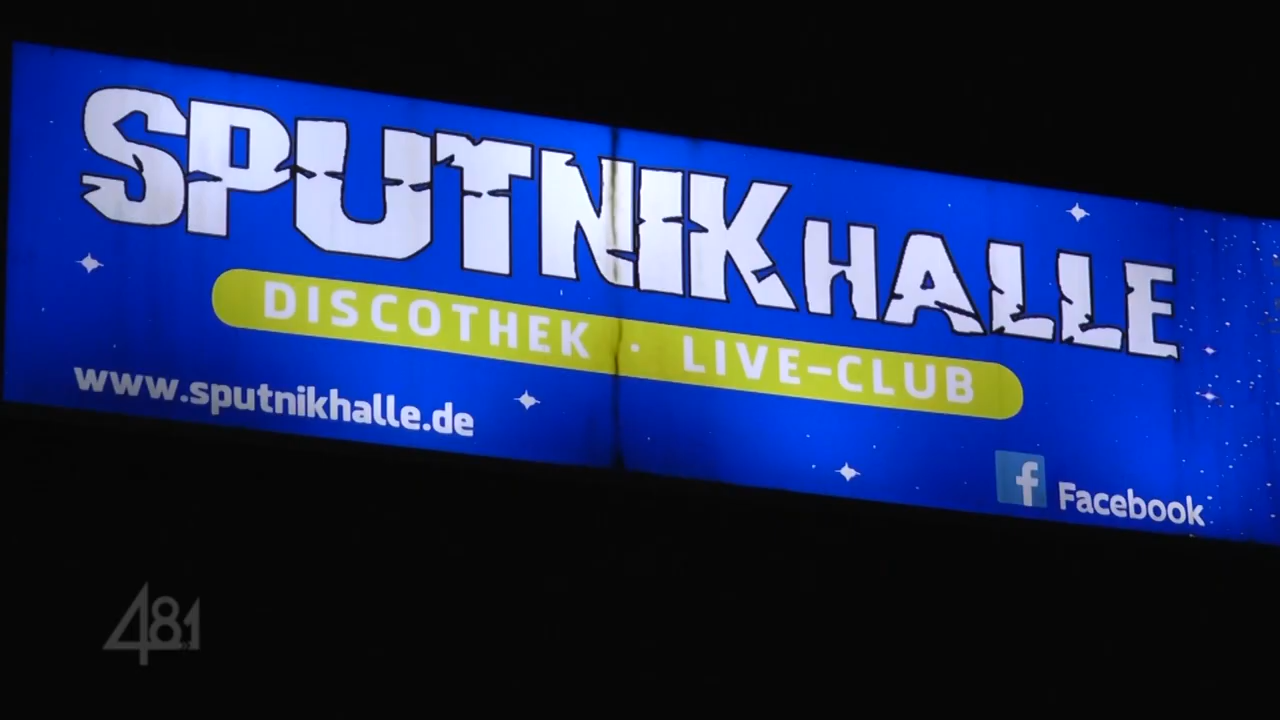 SPUTNIKHALLE
DISCOTHEK · LIVE-CLUB
www.sputnikhalle.de
f Facebook
481